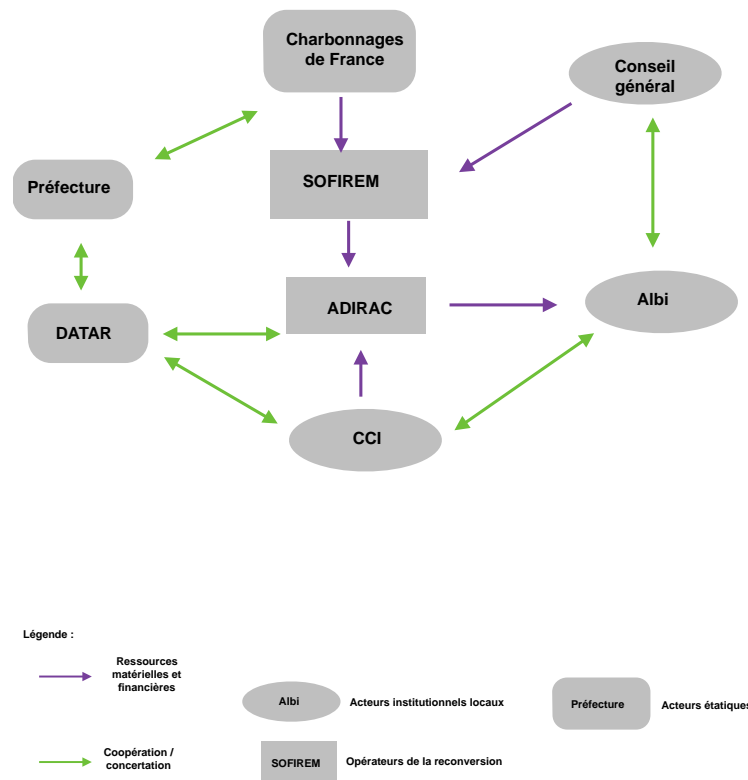 Charbonnages
de France
Conseil
général
SOFIREM
Préfecture
ADIRAC
Albi
DATAR
CCI
Légende :
Ressources
matérielles et
financières
Albi
Acteurs institutionnels locaux
Préfecture
Acteurs étatiques
Coopération /
concertation
SOFIREM
Opérateurs de la reconversion